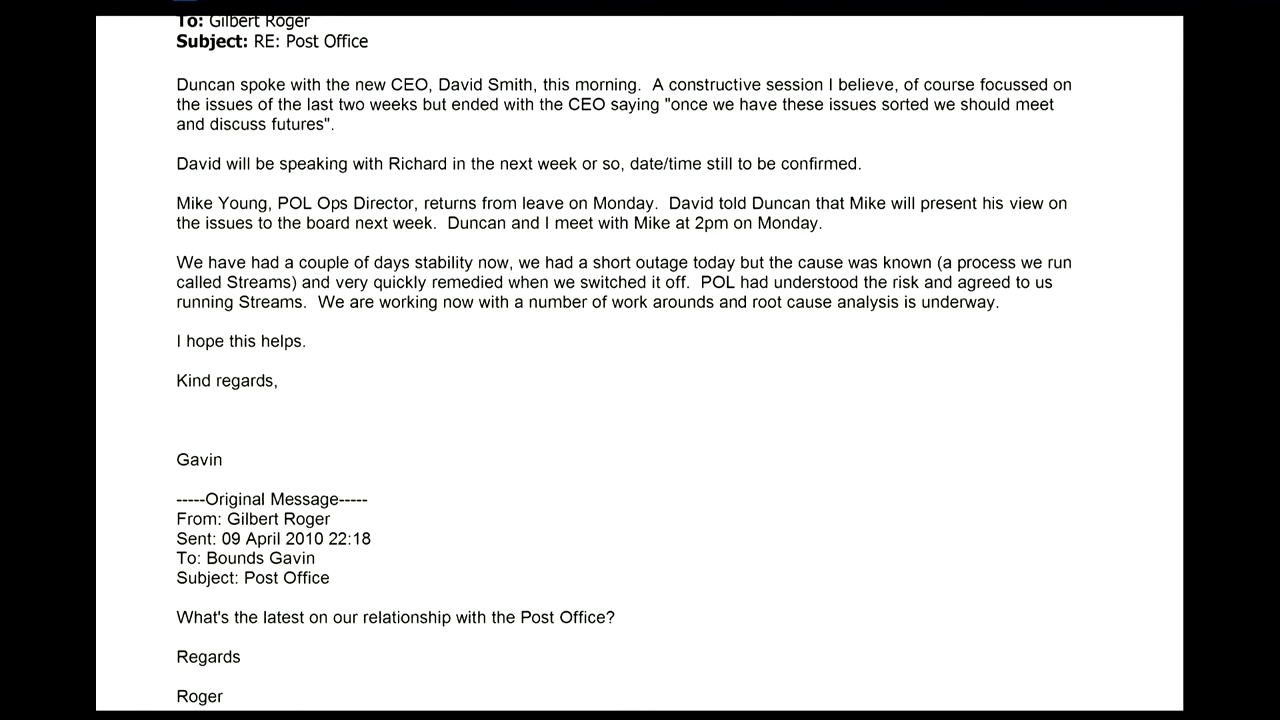 To: Gilbert Roger
Subject: RE: Post Office
Duncan spoke with the new CEO, David Smith, this morning.  A constructive session I believe, of course focussed on
the issues of the last two weeks but ended with the CEO saying "once we have these issues sorted we should meet
and discuss futures".
David will be speaking with Richard in the next week or so, date/time still to be confirmed.
Mike Young, POL Ops Director, returns from leave on Monday.  David told Duncan that Mike will present his view on
the issues to the board next week.  Duncan and I meet with Mike at 2pm on Monday.
We have had a couple of days stability now, we had a short outage today but the cause was known (a process we run
called Streams) and very quickly remedied when we switched it off.  POL had understood the risk and agreed to us
running Streams.  We are working now with a number of work arounds and root cause analysis is underway.
I hope this helps.
Kind regards,
Gavin
-----Original Message-----
From: Gilbert Roger
Sent: 09 April 2010 22:18
To: Bounds Gavin
Subject: Post Office
What's the latest on our relationship with the Post Office?
Regards
Roger